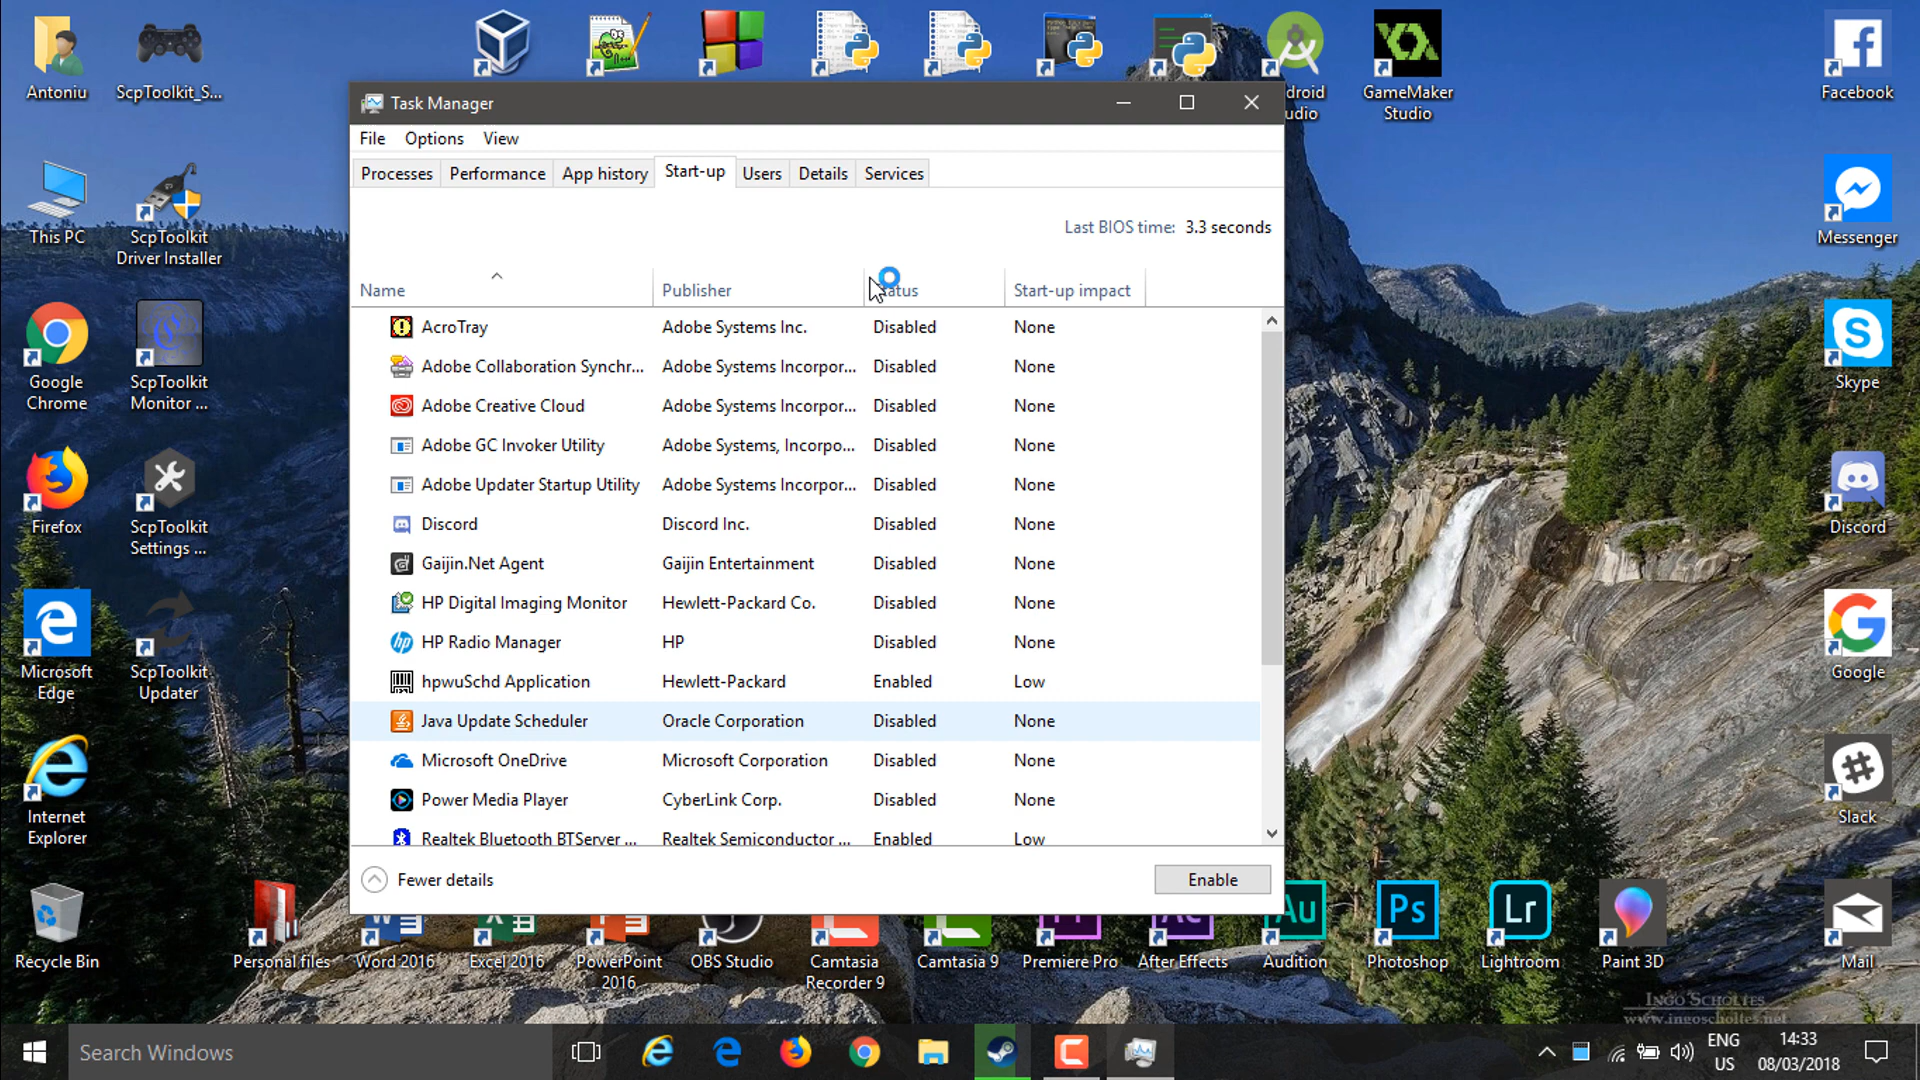 Antoniu
ScpToolkit_S...
This PC
ScpToolkit
Driver Installer
Google
Chrome
ScpToolkit
Monitor ...
Firefox
ScpToolkit
Settings ...
Microsoft
Edge
ScpToolkit
Updater
Internet
Explorer
Recycle Bin
droid
udio
GameMaker
Studio
Task Manager
File Options View
Processes Performance App history Start-up Users Details Services
Last BIOS time: 3.3 seconds
Name Publisher Status Start-up impact
AcroTray Adobe Systems Inc. Disabled None
Adobe Collaboration Synchr... Adobe Systems Incorpor... Disabled None
Adobe Creative Cloud Adobe Systems Incorpor... Disabled None
Adobe GC Invoker Utility Adobe Systems, Incorpo... Disabled None
Adobe Updater Startup Utility Adobe Systems Incorpor... Disabled None
Discord Discord Inc. Disabled None
Gaijin.Net Agent Gaijin Entertainment Disabled None
HP Digital Imaging Monitor Hewlett-Packard Co. Disabled None
HP Radio Manager HP Disabled None
hpwuSchd Application Hewlett-Packard Enabled Low
Java Update Scheduler Oracle Corporation Disabled None
Microsoft OneDrive Microsoft Corporation Disabled None
Power Media Player CyberLink Corp. Disabled None
Realtek Bluetooth BTServer ... Realtek Semiconductor ... Enabled Low
Fewer details Enable
Facebook
Messenger
Skype
Discord
Google
Slack
Mail
Au Ps Lr
Personal files
Word 2016
Excel 2016
PowerPoint
2016
OBS Studio
Camtasia
Recorder 9
Camtasia 9
Premiere Pro
After Effects
Audition
Photoshop
Lightroom
Paint 3D
INGO SCHOLTES
www.ingoscholtes.net
Search Windows
ENG
US
14:33
08/03/2018